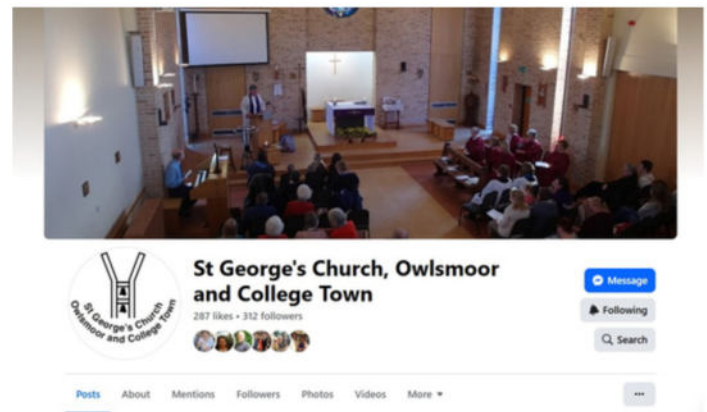 St George's Church, Owlsmoor
and College Town
287 likes • 312 followers
Message
Following
Search
St George's Church
Owlsmoor and College Town
Posts About Mentions Followers Photos Videos More